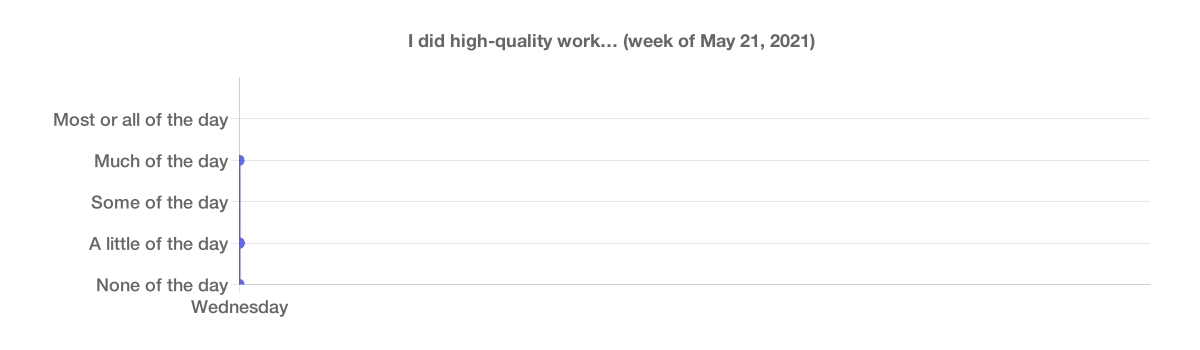 I did high-quality work… (week of May 21, 2021)
Most or all of the day
Much of the day
Some of the day
A little of the day
None of the day
Wednesday